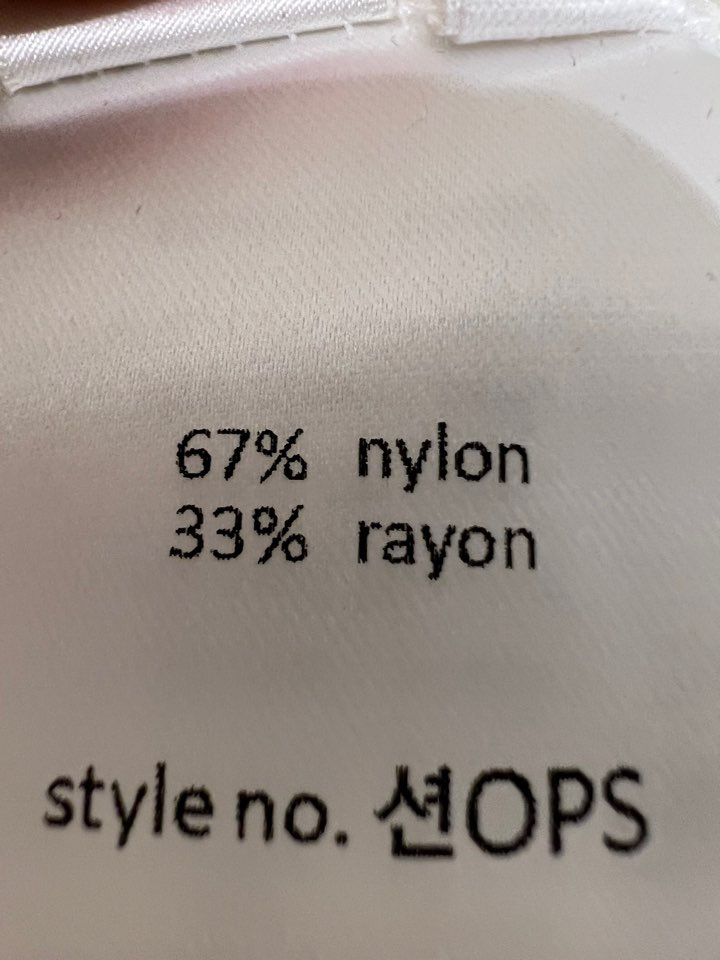 67% nylon
33% rayon
style no. 션OPS